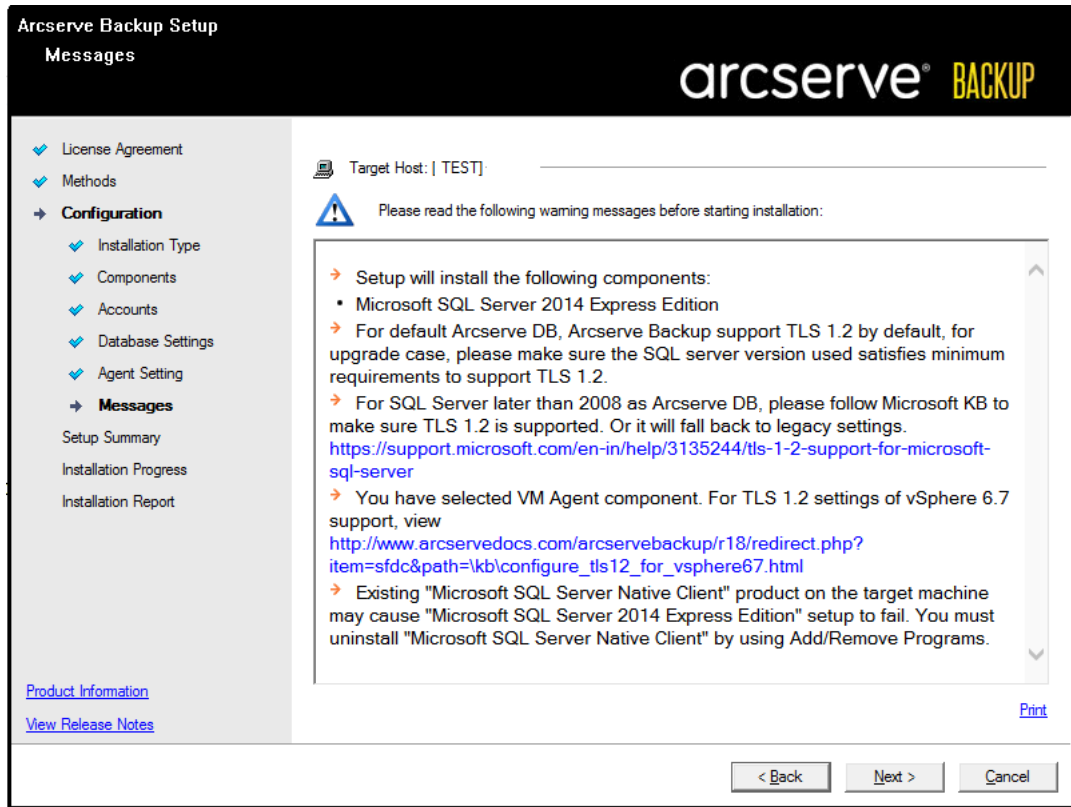 Arcserve Backup Setup
Messages
arcserve® BACKUP
License Agreement
Methods
Configuration
Installation Type
Components
Accounts
Database Settings
Agent Setting
Messages
Setup Summary
Installation Progress
Installation Report
Product Information
View Release Notes
Target Host: [ TEST]
Please read the following warning messages before starting installation:
Setup will install the following components:
• Microsoft SQL Server 2014 Express Edition
For default Arcserve DB, Arcserve Backup support TLS 1.2 by default, for
upgrade case, please make sure the SQL server version used satisfies minimum
requirements to support TLS 1.2.
For SQL Server later than 2008 as Arcserve DB, please follow Microsoft KB to
make sure TLS 1.2 is supported. Or it will fall back to legacy settings.
https://support.microsoft.com/en-in/help/3135244/tls-1-2-support-for-microsoft-
sql-server
You have selected VM Agent component. For TLS 1.2 settings of vSphere 6.7
support, view
http://www.arcservedocs.com/arcservebackup/r18/redirect.php?
item=sfdc&path=\kb\configure_tls12_for_vsphere67.html
Existing "Microsoft SQL Server Native Client" product on the target machine
may cause "Microsoft SQL Server 2014 Express Edition" setup to fail. You must
uninstall "Microsoft SQL Server Native Client" by using Add/Remove Programs.
Print
< Back
Next >
Cancel